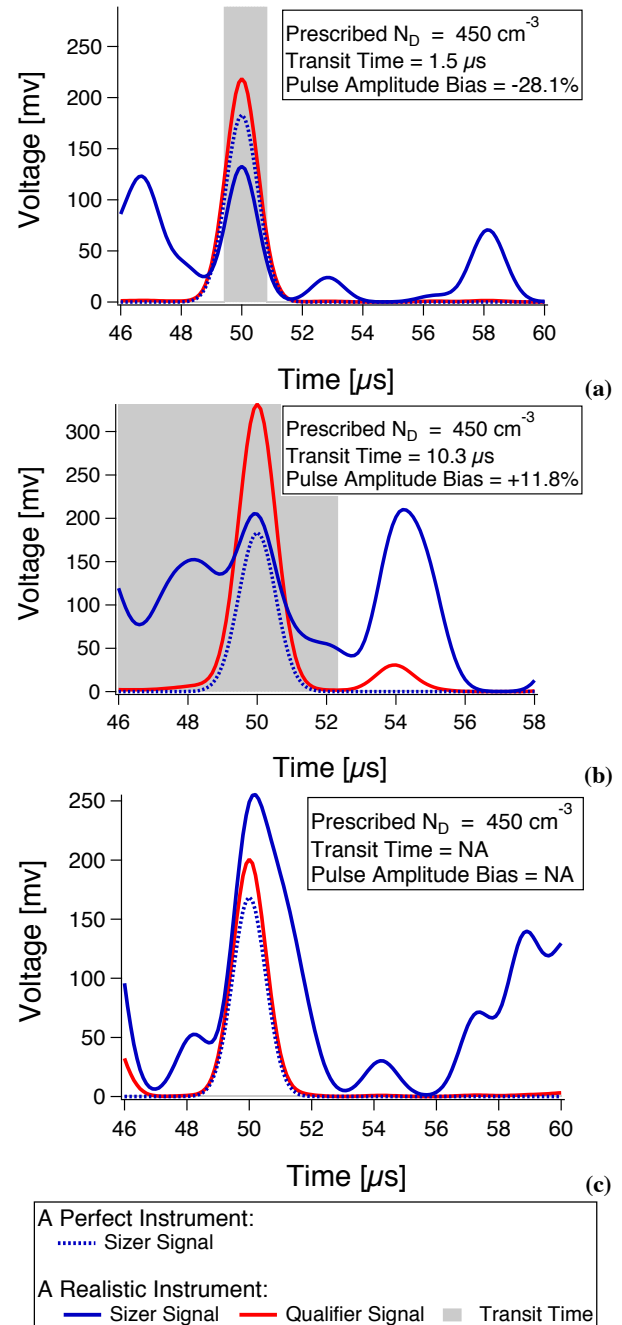 250
200
150
100
50
0
Voltage [mv]
Prescribed N_D = 450 cm^-3
Transit Time = 1.5 µs
Pulse Amplitude Bias = -28.1%
46 48 50 52 54 56 58 60
Time [µs]
(a)
300
250
200
150
100
50
0
Voltage [mv]
Prescribed N_D = 450 cm^-3
Transit Time = 10.3 µs
Pulse Amplitude Bias = +11.8%
46 48 50 52 54 56 58
Time [µs]
(b)
250
200
150
100
50
0
Voltage [mv]
Prescribed N_D = 450 cm^-3
Transit Time = NA
Pulse Amplitude Bias = NA
46 48 50 52 54 56 58 60
Time [µs]
(c)
A Perfect Instrument:
Sizer Signal
A Realistic Instrument:
Sizer Signal Qualifier Signal Transit Time